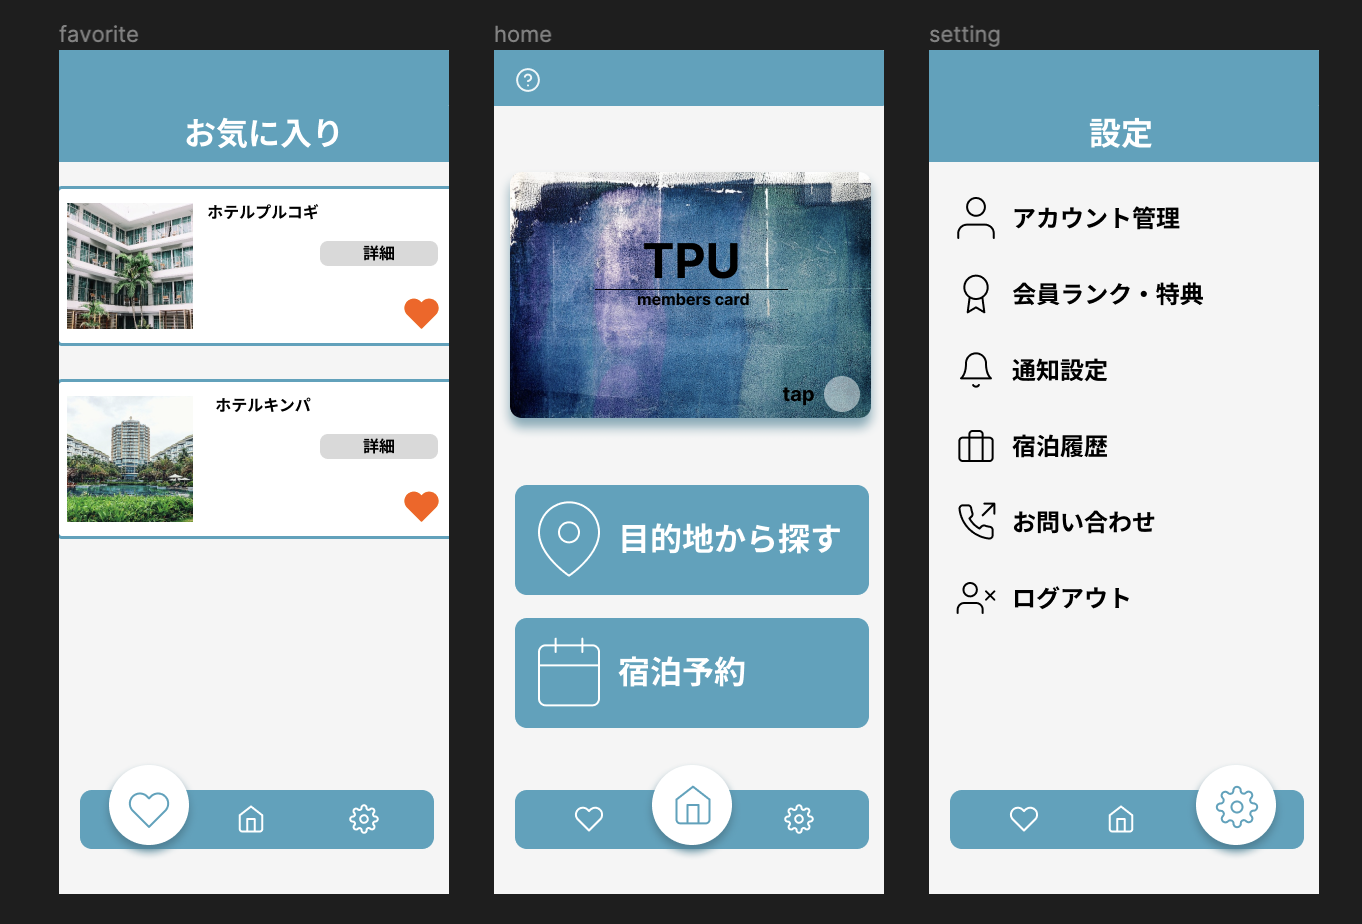 favorite
お気に入り
ホテルプルコギ
詳細
ホテルキンパ
詳細
home
TPU
members card
tap
目的地から探す
宿泊予約
setting
設定
アカウント管理
会員ランク・特典
通知設定
宿泊履歴
お問い合わせ
ログアウト